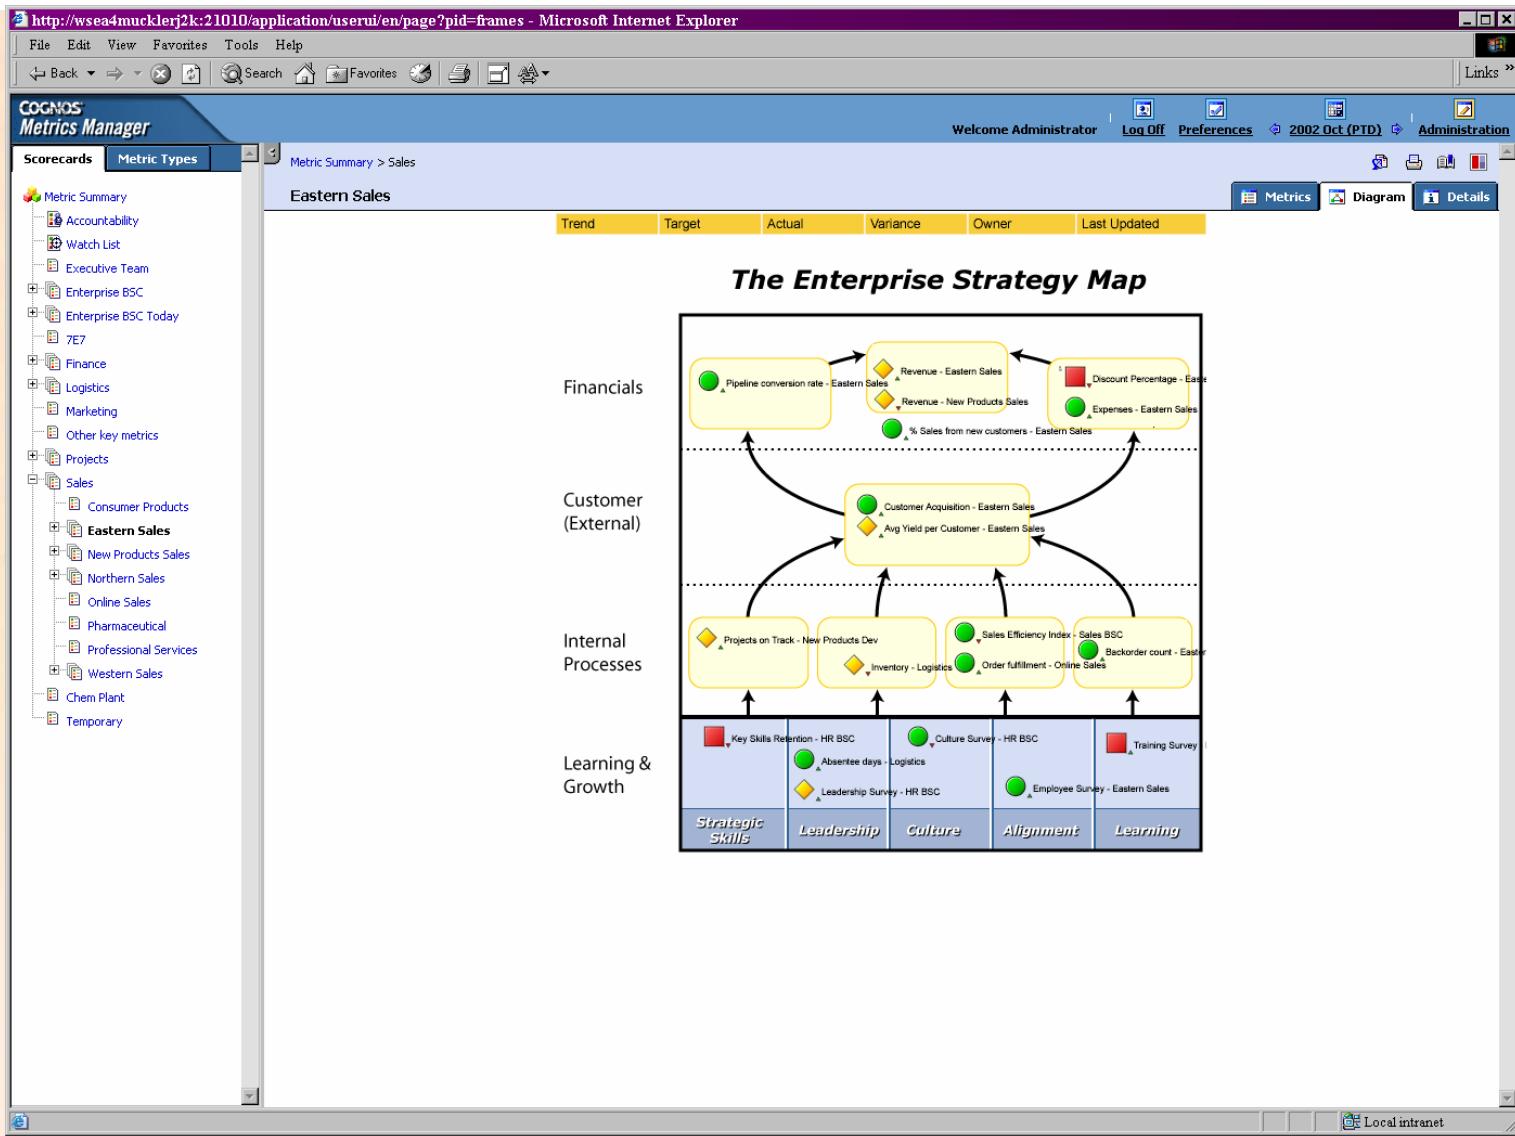 http://wsea4mucklerj2k:21010/application/userui/en/page?pid=frames - Microsoft Internet Explorer
File Edit View Favorites Tools Help
Back Search Favorites Links »
COGNOS
Metrics Manager
Welcome Administrator Log Off Preferences 2002 Oct (PTD) Administration
Scorecards Metric Types
Metric Summary > Sales
Eastern Sales
Metrics Diagram Details
Metric Summary
Accountability
Watch List
Executive Team
Enterprise BSC
Enterprise BSC Today
7E7
Finance
Logistics
Marketing
Other key metrics
Projects
Sales
Consumer Products
Eastern Sales
New Products Sales
Northern Sales
Online Sales
Pharmaceutical
Professional Services
Western Sales
Chem Plant
Temporary
Trend Target Actual Variance Owner Last Updated
The Enterprise Strategy Map
Financials
Pipeline conversion rate - Eastern Sales
Revenue - Eastern Sales
Revenue - New Products Sales
% Sales from new customers - Eastern Sales
Discount Percentage - Easte
Expenses - Eastern Sales
Customer
(External)
Customer Acquisition - Eastern Sales
Avg Yield per Customer - Eastern Sales
Internal
Processes
Projects on Track - New Products Dev
Inventory - Logistics
Sales Efficiency Index - Sales BSC
Order fulfillment - Online Sales
Backorder count - Easter
Learning &
Growth
Key Skills Retention - HR BSC
Absentee days - Logistics
Leadership Survey - HR BSC
Culture Survey - HR BSC
Employee Survey - Eastern Sales
Training Survey
Strategic
Skills
Leadership
Culture
Alignment
Learning
Local intranet